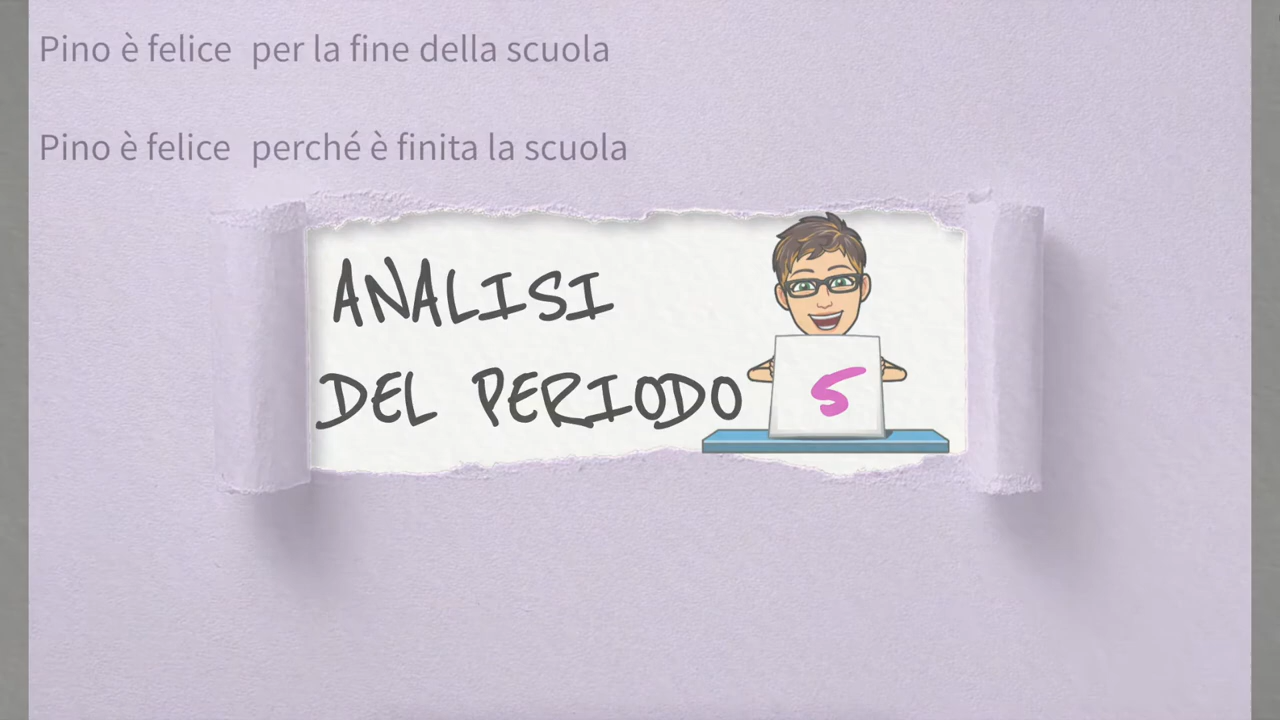 Pino è felice per la fine della scuola
Pino è felice perché è finita la scuola
ANALISI
DEL PERIODO
5